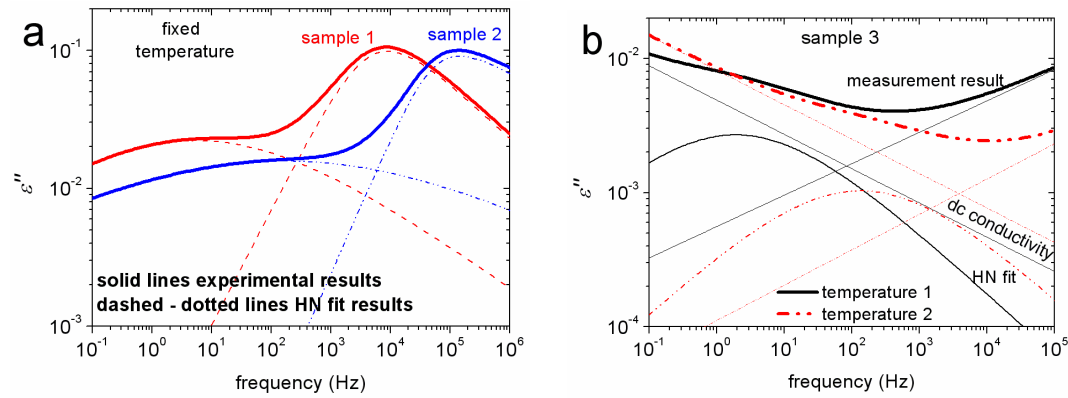 a
fixed
temperature
sample 1
sample 2
10⁻¹
10⁻²
10⁻³
ε"
solid lines experimental results
dashed - dotted lines HN fit results
10⁻¹ 10⁰ 10¹ 10² 10³ 10⁴ 10⁵ 10⁶
frequency (Hz)
b
sample 3
measurement result
10⁻²
10⁻³
10⁻⁴
ε"
dc conductivity
HN fit
temperature 1
temperature 2
10⁻¹ 10⁰ 10¹ 10² 10³ 10⁴ 10⁵
frequency (Hz)